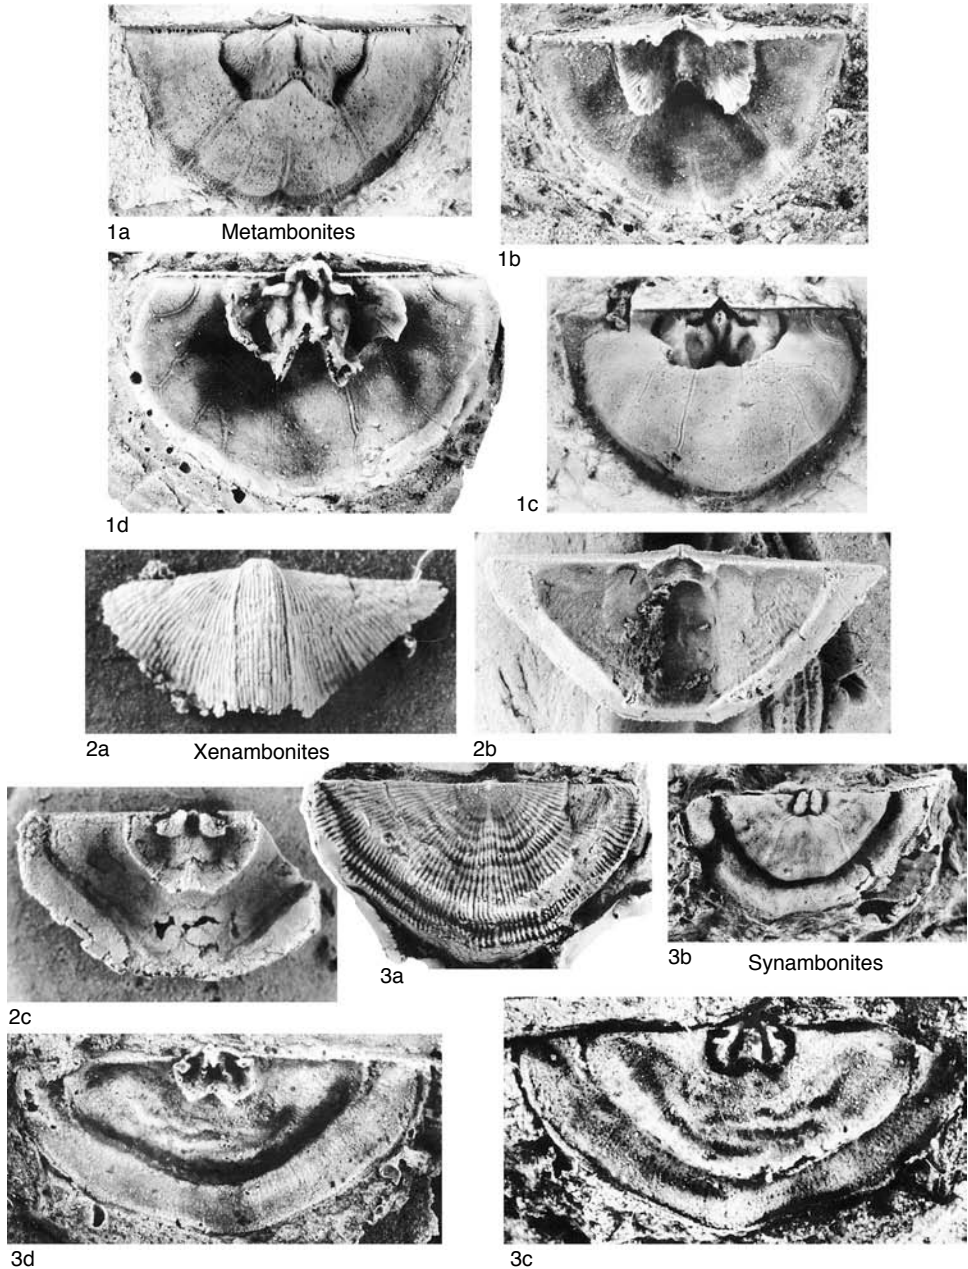 1a
Metambonites
1b
1d
1c
2a
Xenambonites
2b
2c
3a
3b
Synambonites
3d
3c